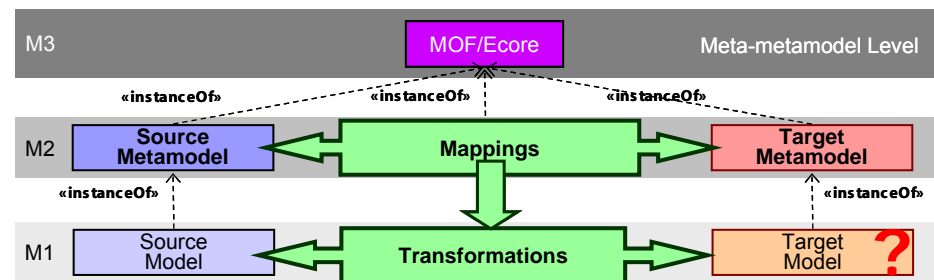 M3
MOF/Ecore
Meta-metamodel Level
«instanceOf»
«instanceOf»
«instanceOf»
M2
Source
Metamodel
Mappings
Target
Metamodel
«instanceOf»
«instanceOf»
M1
Source
Model
Transformations
Target
Model
?